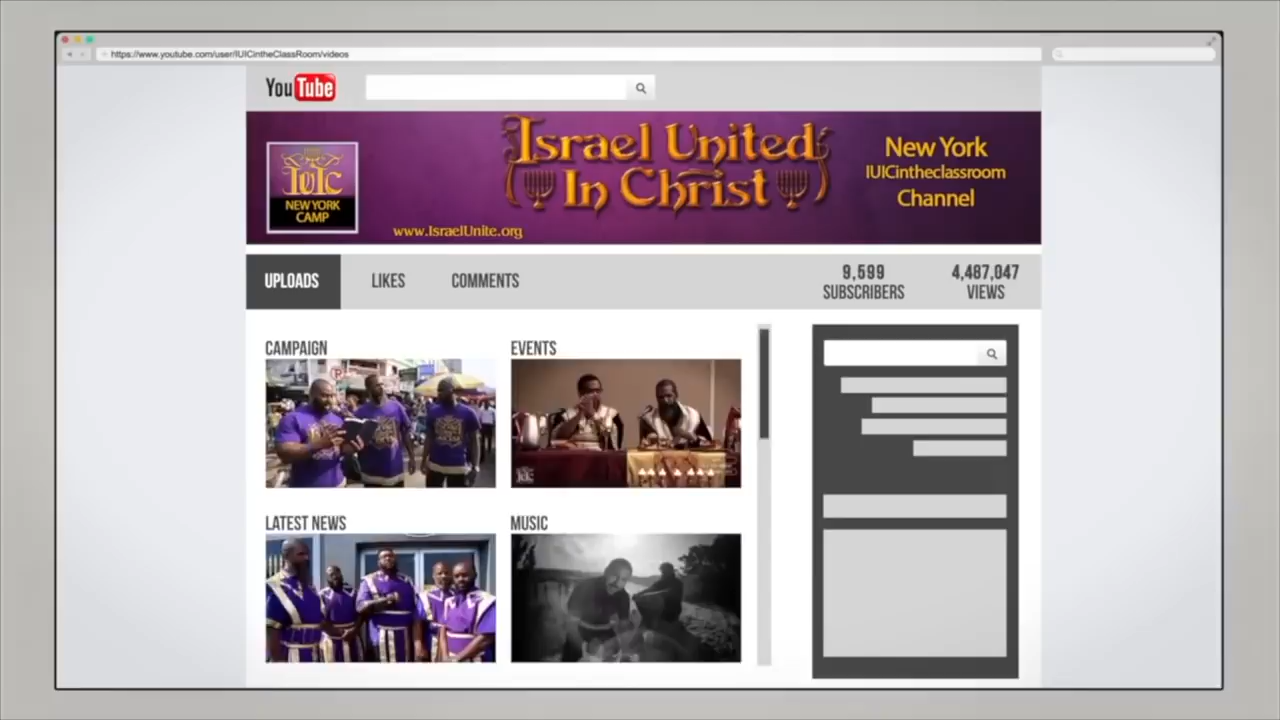 https://www.youtube.com/user/IUICintheClassRoom/videos
YouTube
IUIC
NEW YORK
CAMP
www.IsraelUnite.org
Israel United
In Christ
New York
IUICintheclassroom
Channel
UPLOADS
LIKES
COMMENTS
9,599
SUBSCRIBERS
4,487,047
VIEWS
CAMPAIGN
EVENTS
IUIC
LATEST NEWS
MUSIC